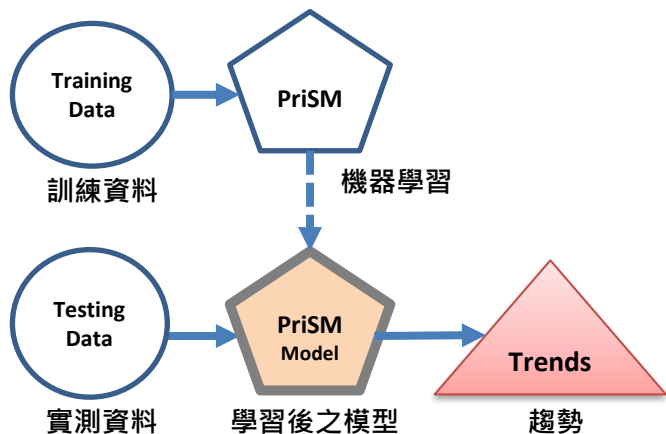 Training
Data
PriSM
訓練資料
機器學習
Testing
Data
PriSM
Model
Trends
實測資料
學習後之模型
趨勢